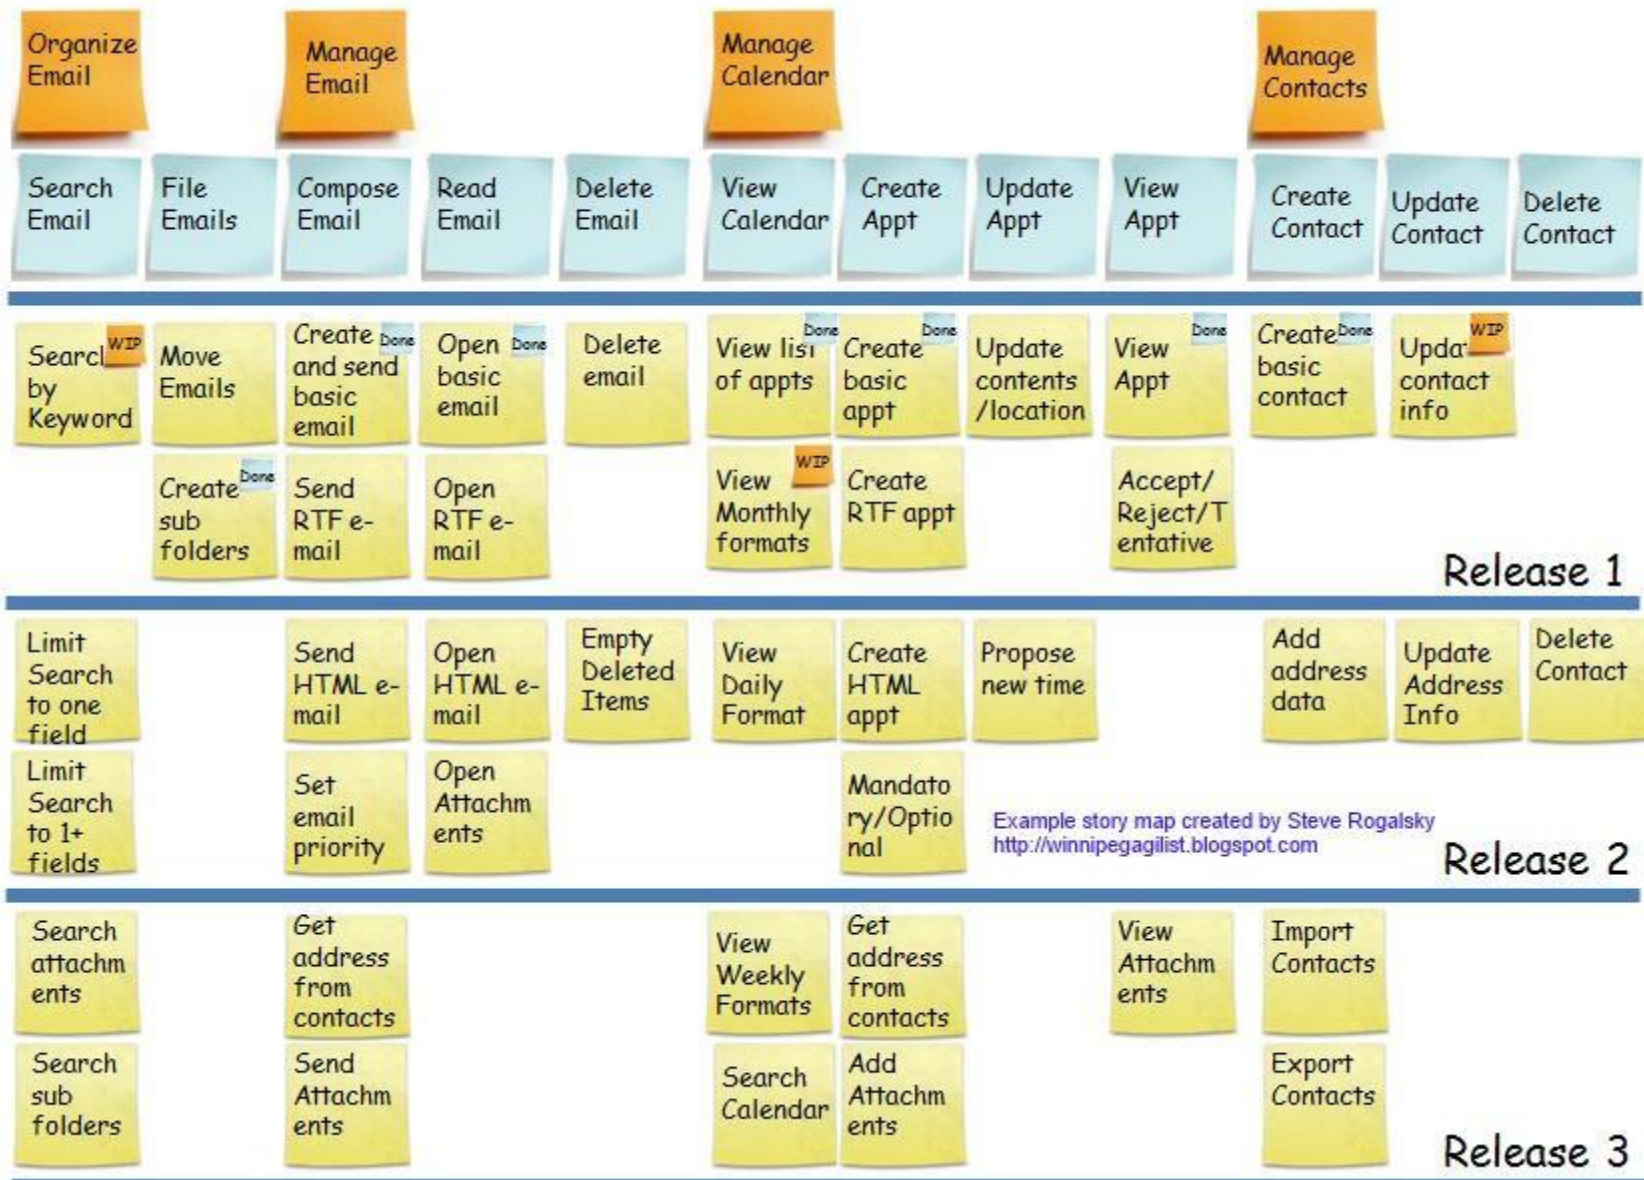 Organize
Email
Manage
Email
Manage
Calendar
Manage
Contacts
Search
Email
File
Emails
Compose
Email
Read
Email
Delete
Email
View
Calendar
Create
Appt
Update
Appt
View
Appt
Create
Contact
Update
Contact
Delete
Contact
Search
by
Keyword
WIP
Move
Emails
Create
and send
basic
email
Done
Open
basic
email
Done
Delete
email
View list
of appts
Done
Create
basic
appt
Done
Update
contents
/location
View
Appt
Done
Create
basic
contact
Done
Updat
contact
info
WIP
Create
sub
folders
Done
Send
RTF e-
mail
Open
RTF e-
mail
View
Monthly
formats
WIP
Create
RTF appt
Accept/
Reject/T
entative
Release 1
Limit
Search
to one
field
Send
HTML e-
mail
Open
HTML e-
mail
Empty
Deleted
Items
View
Daily
Format
Create
HTML
appt
Propose
new time
Add
address
data
Update
Address
Info
Delete
Contact
Limit
Search
to 1+
fields
Set
email
priority
Open
Attachm
ents
Mandato
ry/Optio
nal
Example story map created by Steve Rogalsky
http://winnipegagilist.blogspot.com
Release 2
Search
attachm
ents
Get
address
from
contacts
View
Weekly
Formats
Get
address
from
contacts
View
Attachm
ents
Import
Contacts
Search
sub
folders
Send
Attachm
ents
Search
Calendar
Add
Attachm
ents
Export
Contacts
Release 3